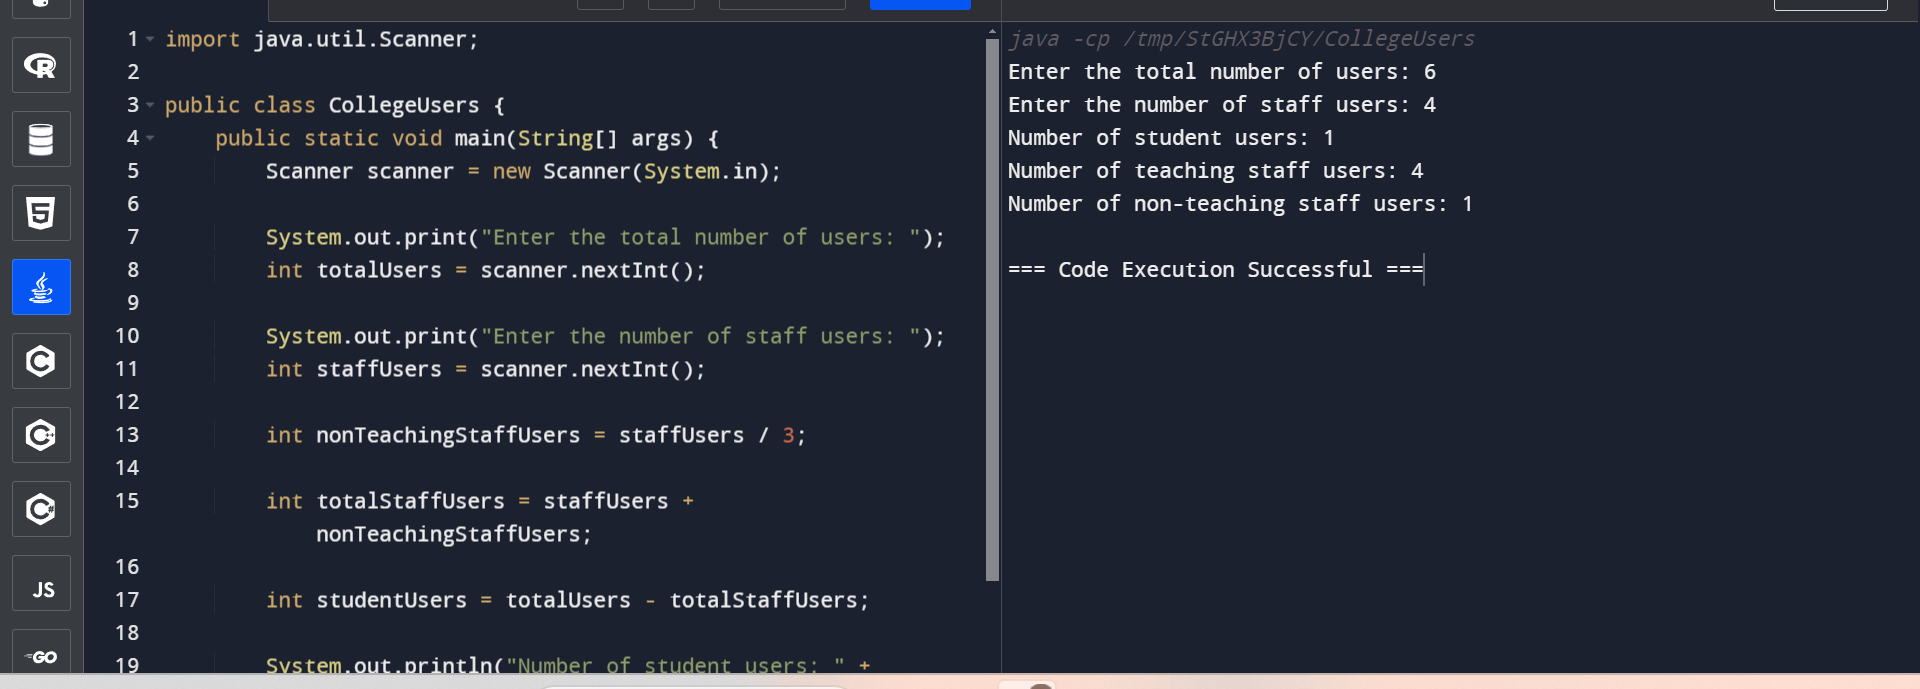 1 import java.util.Scanner;
2
3 public class CollegeUsers {
4 public static void main(String[] args) {
5 Scanner scanner = new Scanner(System.in);
6
7 System.out.print("Enter the total number of users: ");
8 int totalUsers = scanner.nextInt();
9
10 System.out.print("Enter the number of staff users: ");
11 int staffUsers = scanner.nextInt();
12
13 int nonTeachingStaffUsers = staffUsers / 3;
14
15 int totalStaffUsers = staffUsers +
nonTeachingStaffUsers;
16
17 int studentUsers = totalUsers - totalStaffUsers;
18
19 System.out.println("Number of student users: " +
java -cp /tmp/StGHX3BjCY/CollegeUsers
Enter the total number of users: 6
Enter the number of staff users: 4
Number of student users: 1
Number of teaching staff users: 4
Number of non-teaching staff users: 1
=== Code Execution Successful ===
R
5
C
C++
C#
JS
GO